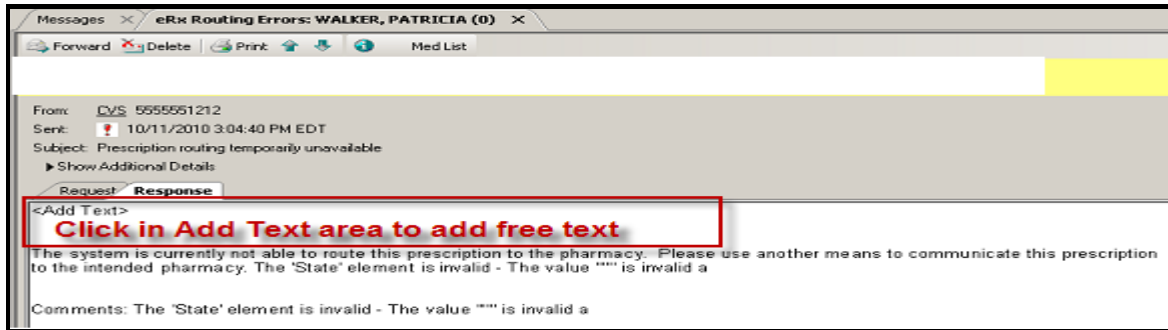 Messages × eRx Routing Errors: WALKER, PATRICIA (0) ×
Forward Delete Print Med List
From: CVS 5555551212
Sent: 10/11/2010 3:04:40 PM EDT
Subject: Prescription routing temporarily unavailable
Show Additional Details
Request Response
<Add Text>
Click in Add Text area to add free text
The system is currently not able to route this prescription to the pharmacy. Please use another means to communicate this prescription
to the intended pharmacy. The 'State' element is invalid - The value """ is invalid a
Comments: The 'State' element is invalid - The value """ is invalid a